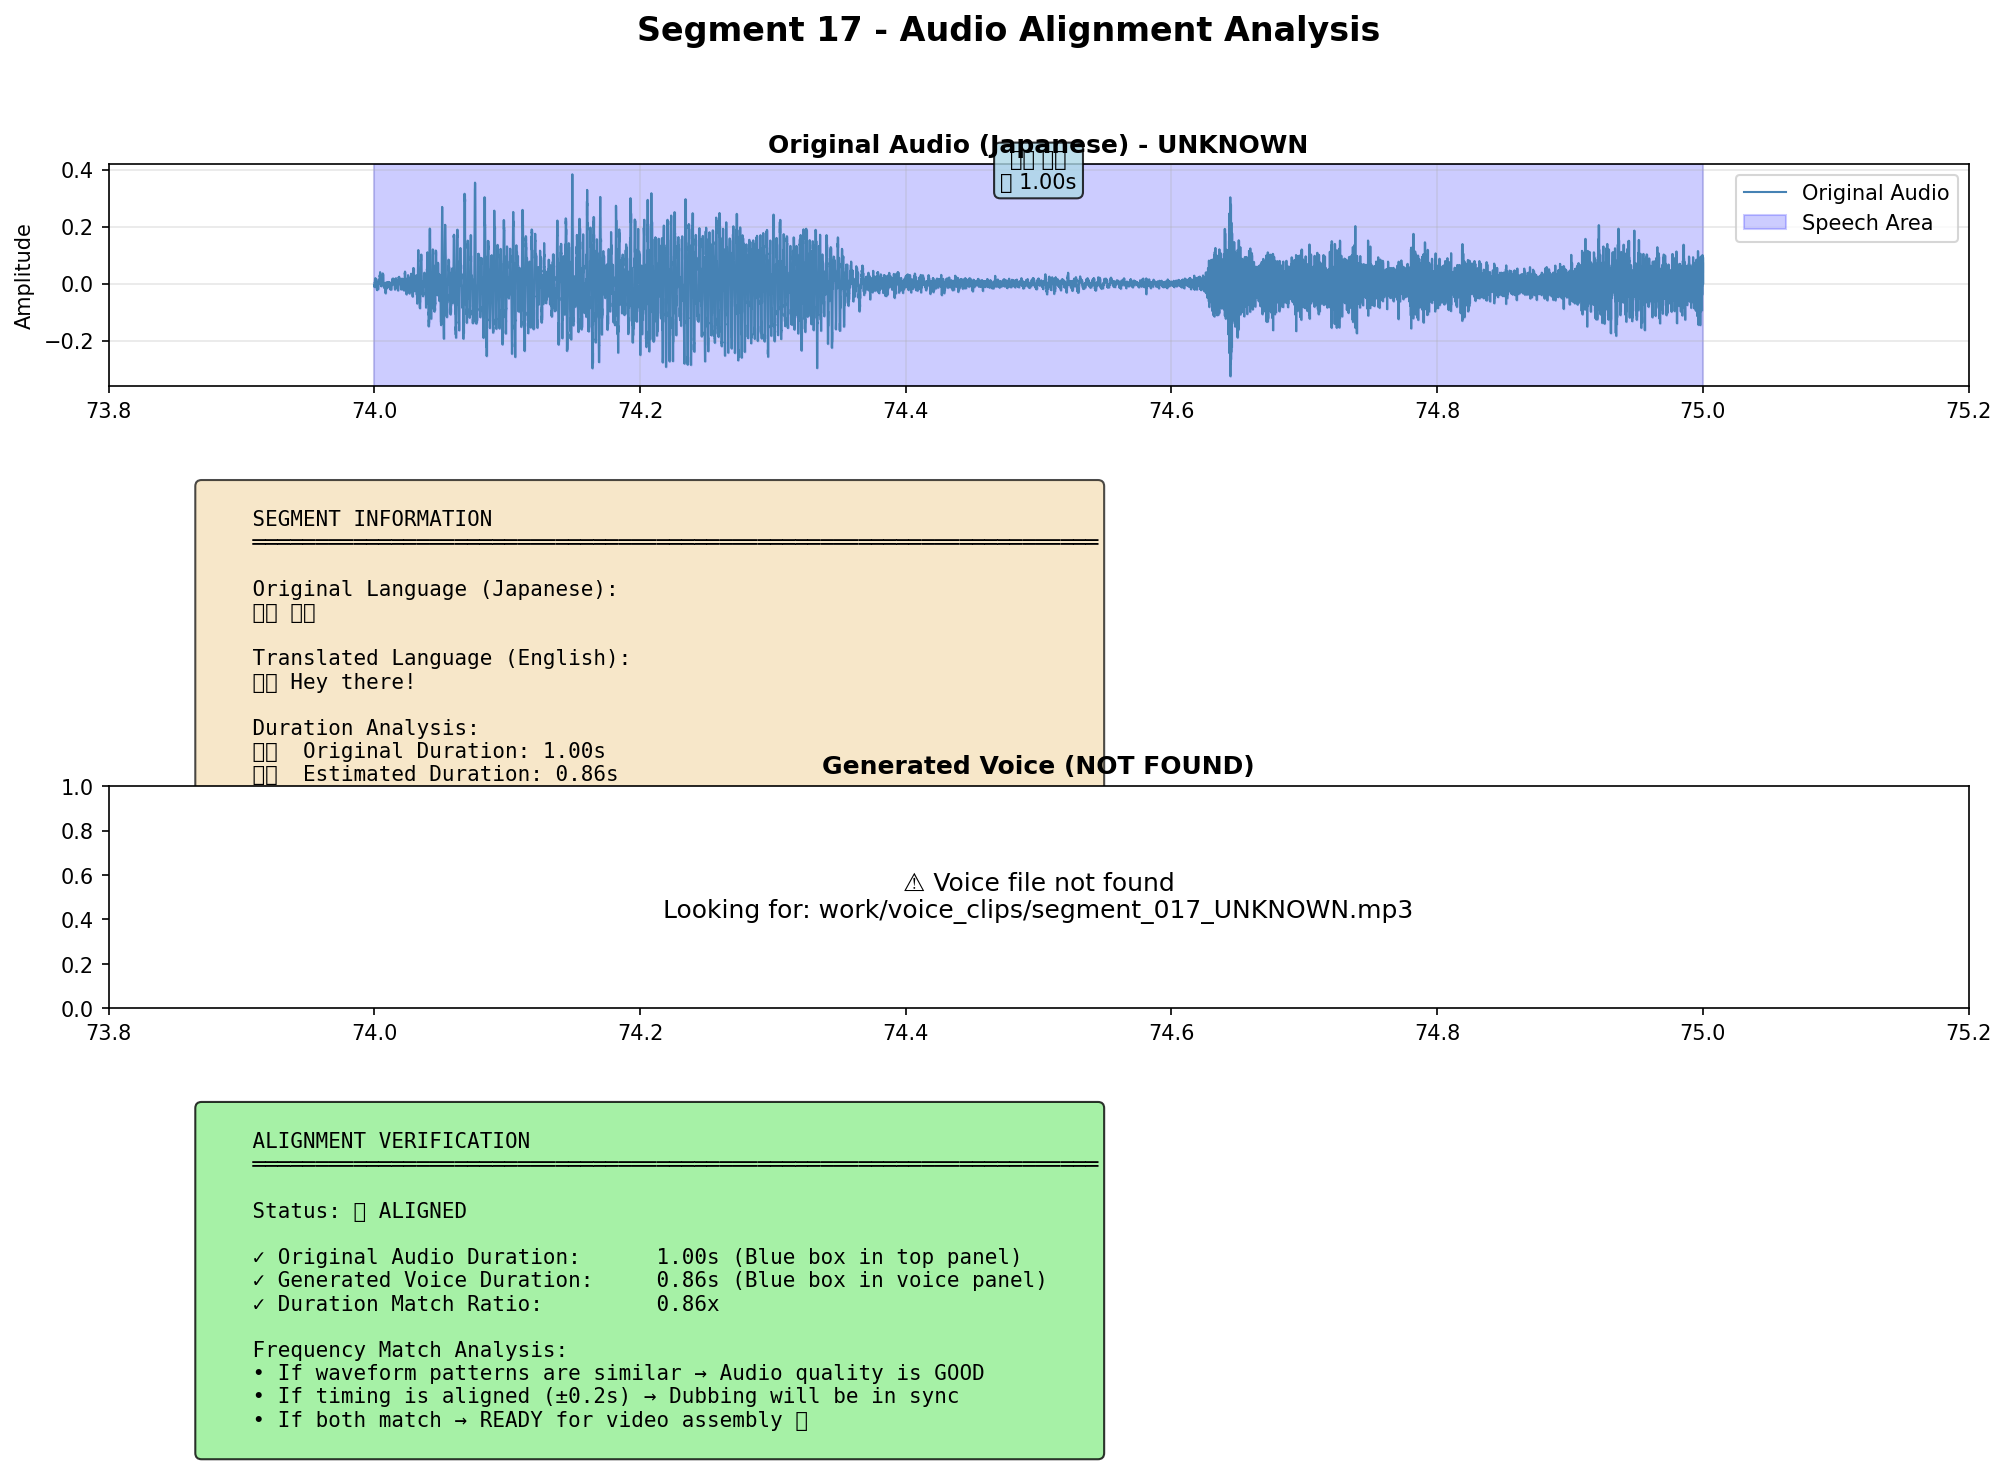 Segment 17 - Audio Alignment Analysis
Original Audio (Japanese) - UNKNOWN
1.00s
Original Audio
Speech Area
Amplitude
0.4
0.2
0.0
−0.2
73.8 74.0 74.2 74.4 74.6 74.8 75.0 75.2
SEGMENT INFORMATION
Original Language (Japanese):
Translated Language (English):
Hey there!
Duration Analysis:
Original Duration: 1.00s
Estimated Duration: 0.86s
Generated Voice (NOT FOUND)
1.0
0.8
0.6
0.4
0.2
0.0
⚠ Voice file not found
Looking for: work/voice_clips/segment_017_UNKNOWN.mp3
73.8 74.0 74.2 74.4 74.6 74.8 75.0 75.2
ALIGNMENT VERIFICATION
Status: ALIGNED
✓ Original Audio Duration: 1.00s (Blue box in top panel)
✓ Generated Voice Duration: 0.86s (Blue box in voice panel)
✓ Duration Match Ratio: 0.86x
Frequency Match Analysis:
• If waveform patterns are similar → Audio quality is GOOD
• If timing is aligned (±0.2s) → Dubbing will be in sync
• If both match → READY for video assembly